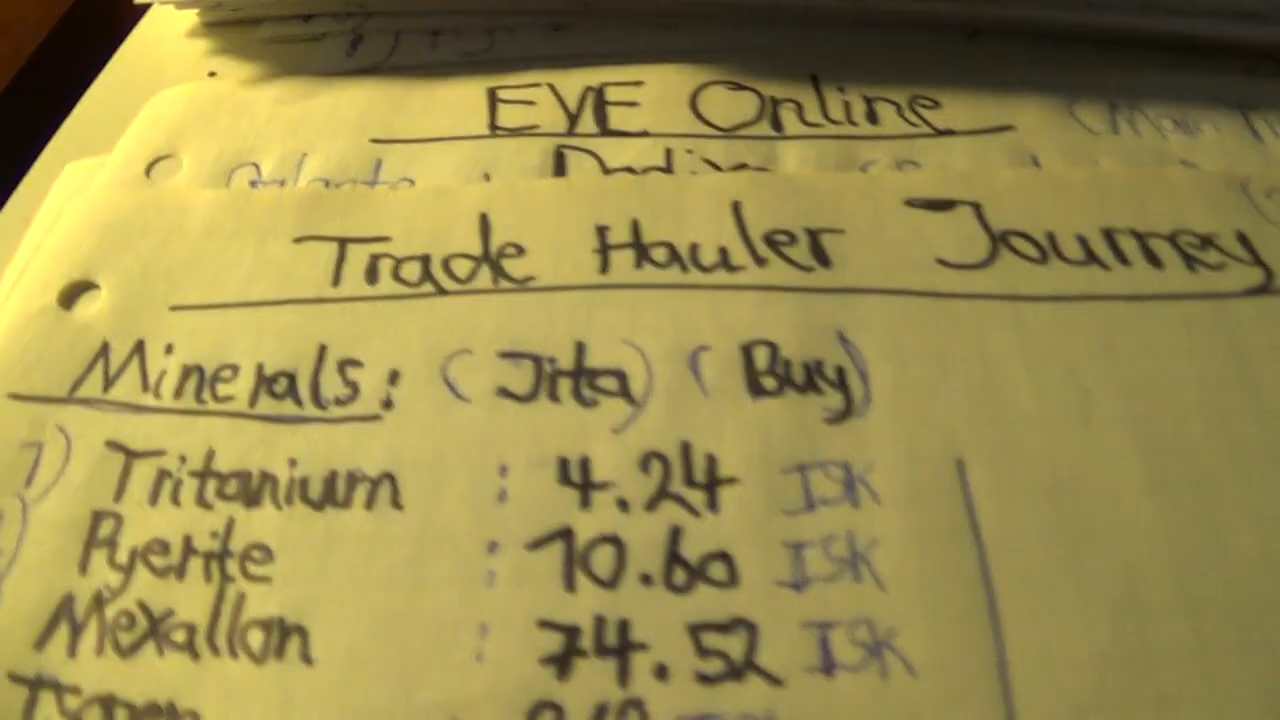 EVE Online
Trade Hauler Journey
Minerals: (Jita) (Buy)
1) Tritanium : 4.24 ISK
Pyerite : 10.60 ISK
Mexallon : 74.52 ISK